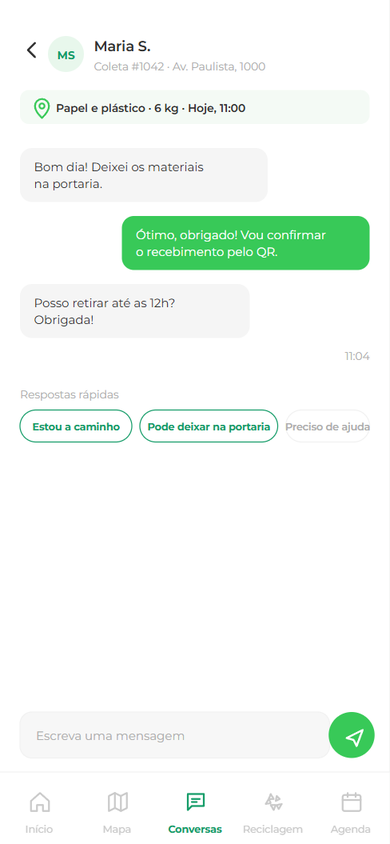 Maria S.
MS
Coleta #1042 · Av. Paulista, 1000
Papel e plástico · 6 kg · Hoje, 11:00
Bom dia! Deixei os materiais
na portaria.
Ótimo, obrigado! Vou confirmar
o recebimento pelo QR.
Posso retirar até as 12h?
Obrigada!
11:04
Respostas rápidas
Estou a caminho
Pode deixar na portaria
Preciso de ajuda
Escreva uma mensagem
Início
Mapa
Conversas
Reciclagem
Agenda